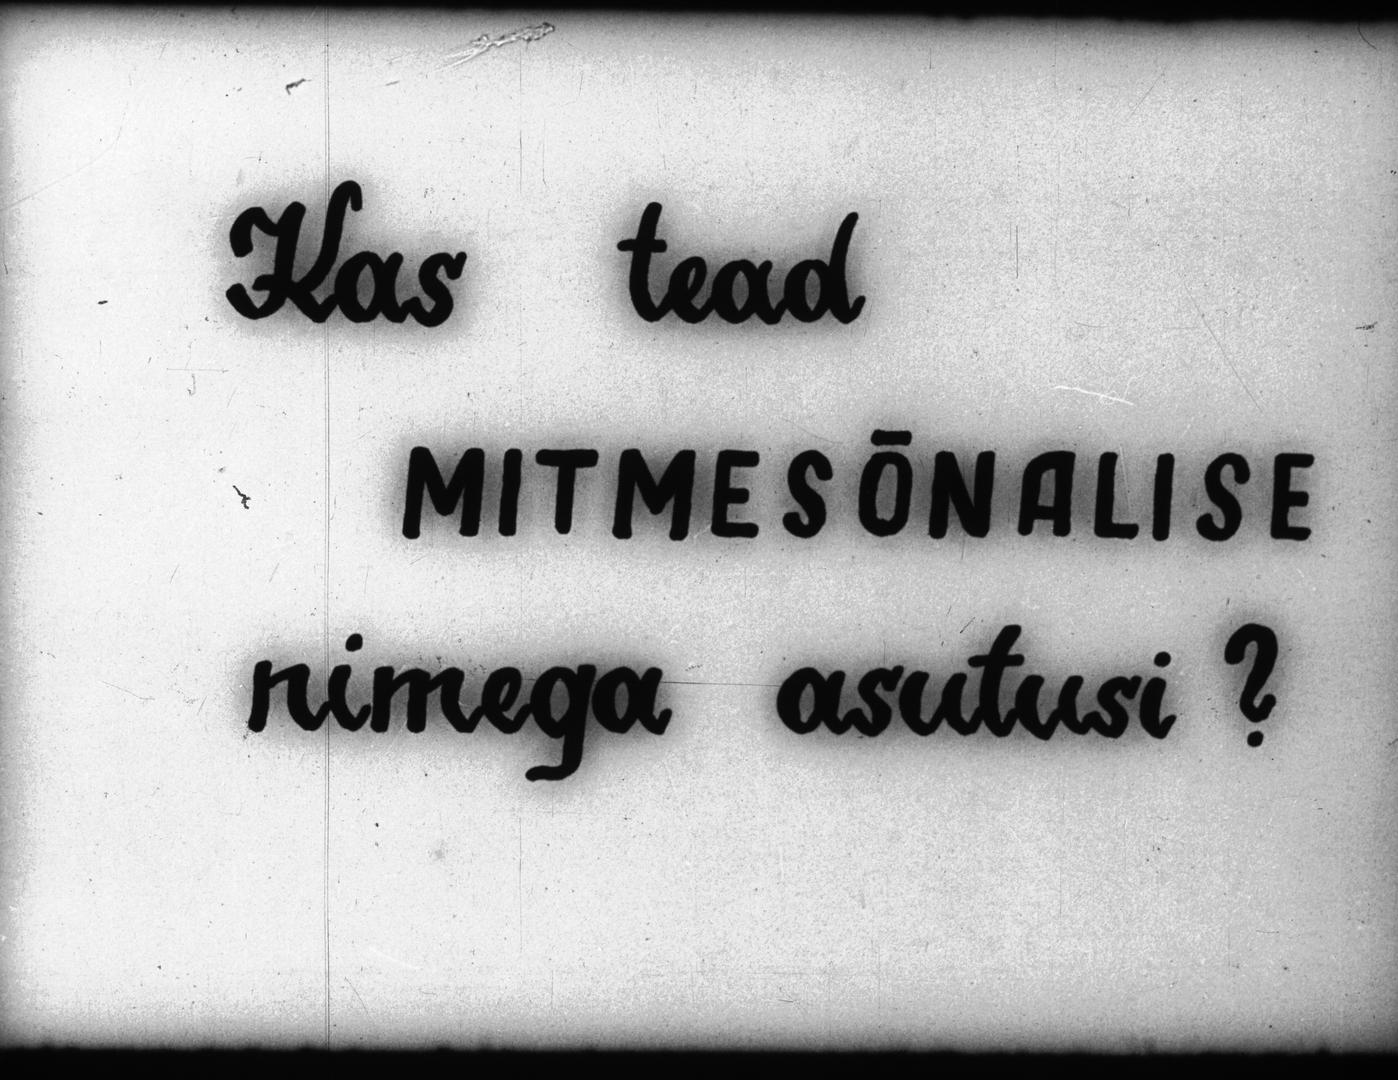 Kas tead
MITMESŌNALISE
nimega asutusi ?